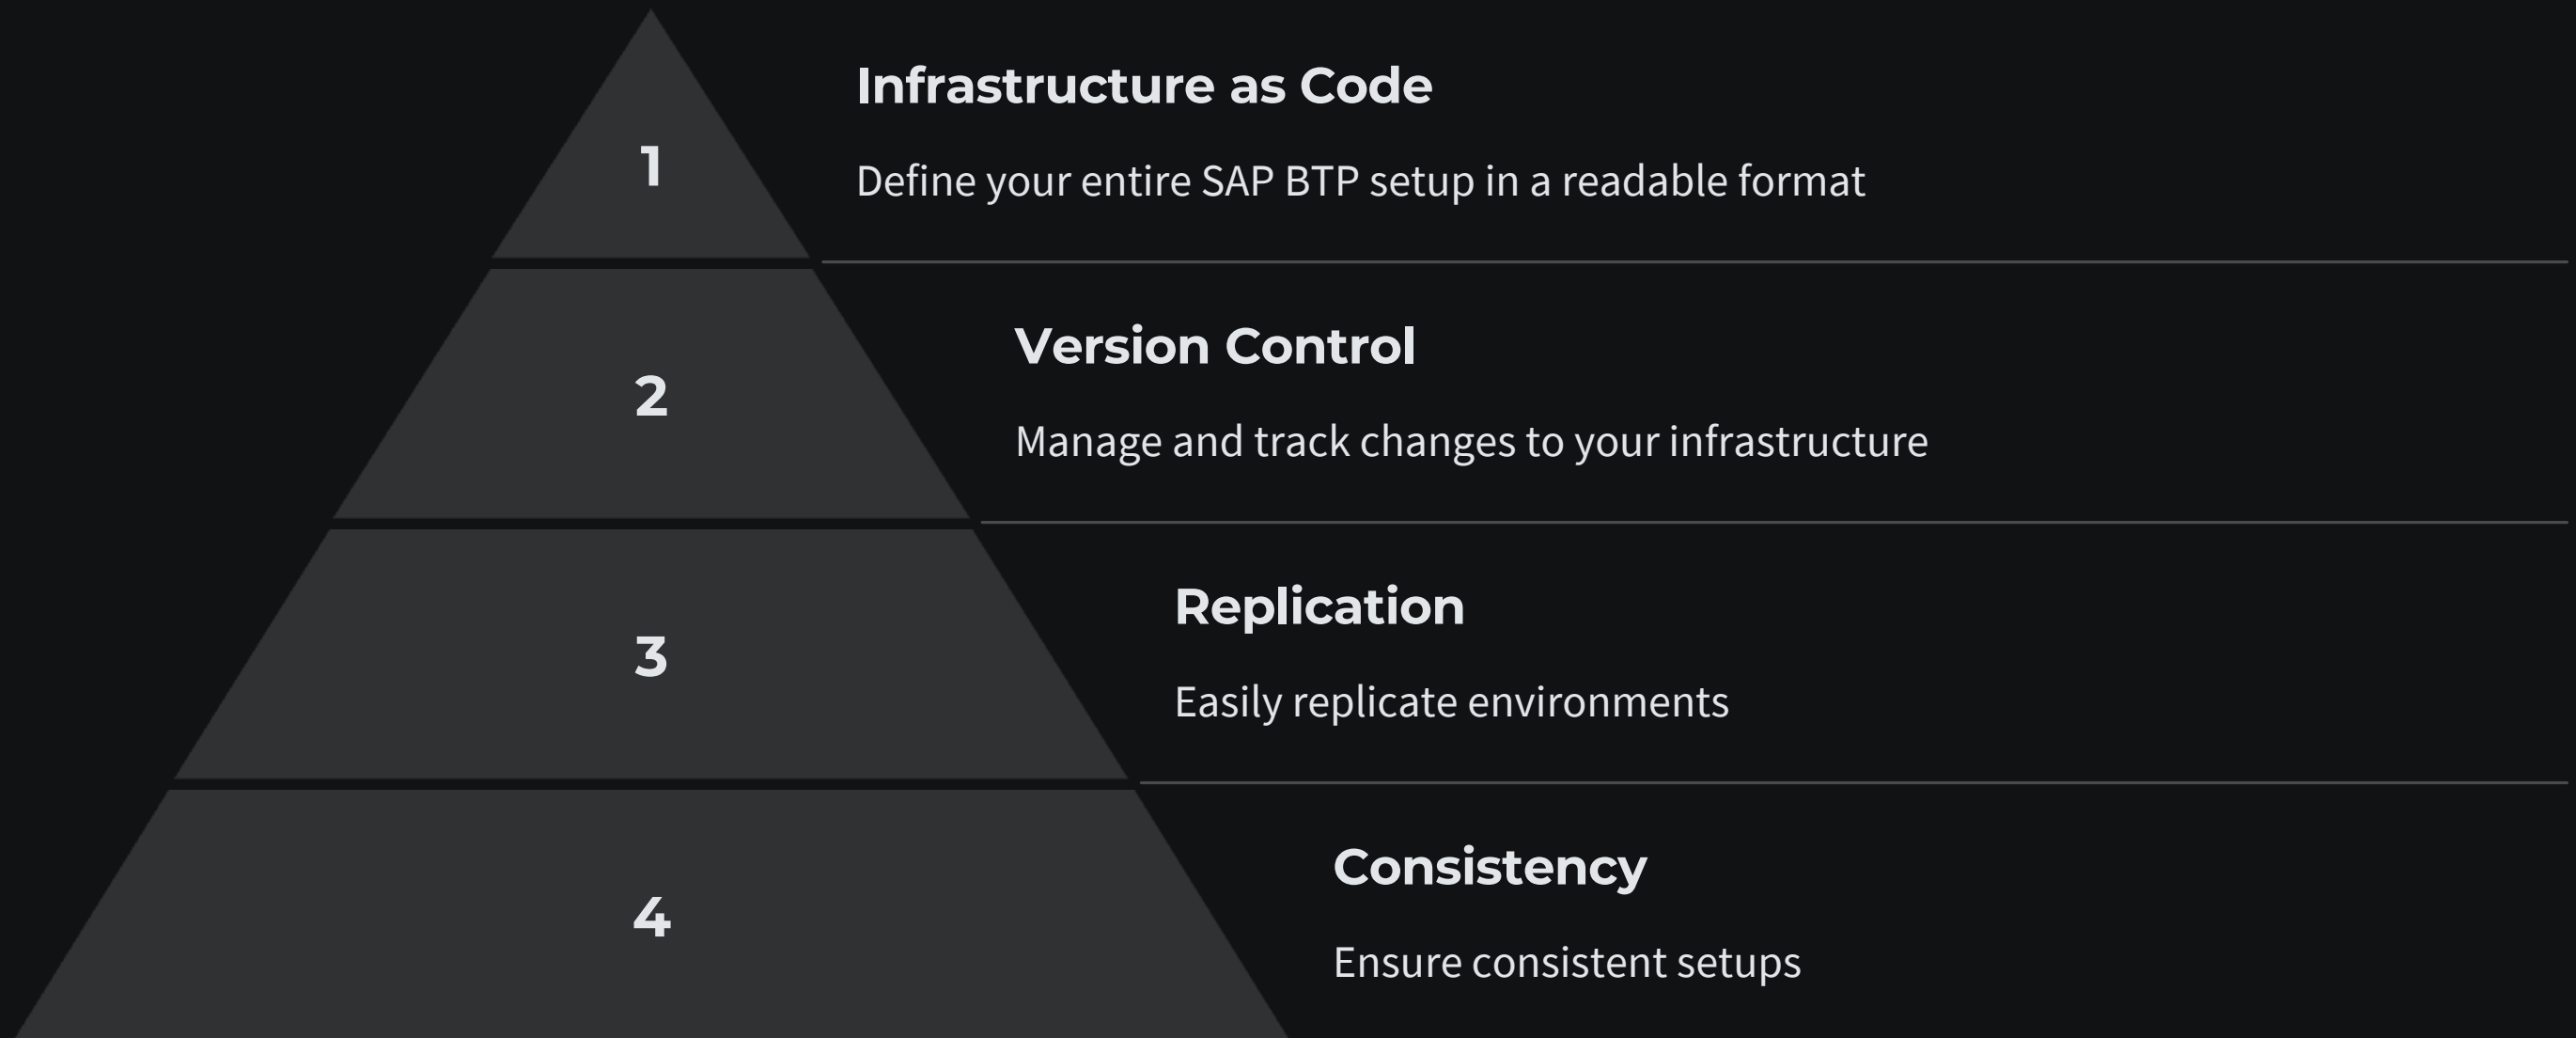 1
Infrastructure as Code
Define your entire SAP BTP setup in a readable format
2
Version Control
Manage and track changes to your infrastructure
3
Replication
Easily replicate environments
4
Consistency
Ensure consistent setups